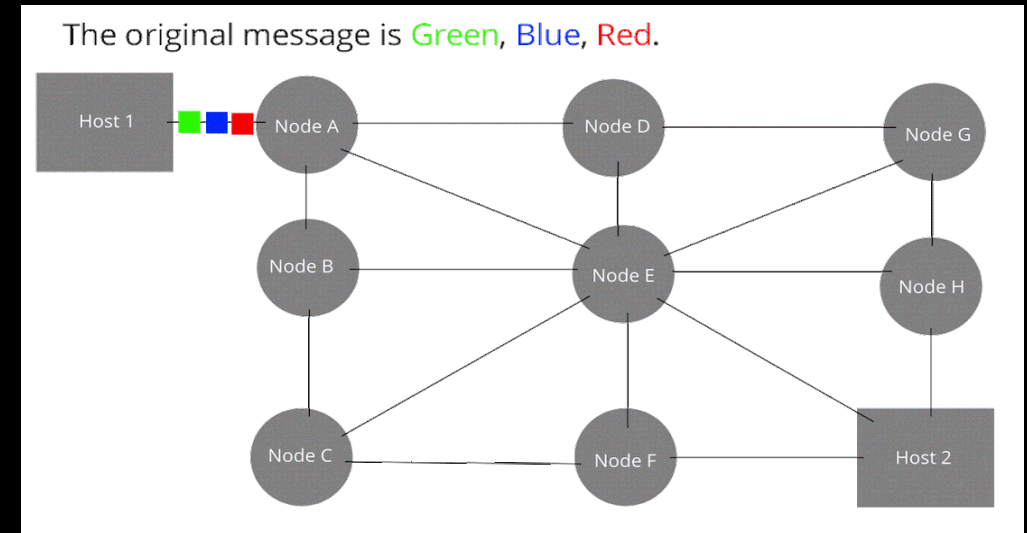 The original message is Green, Blue, Red.
Host 1
Node A
Node D
Node G
Node B
Node E
Node H
Node C
Node F
Host 2